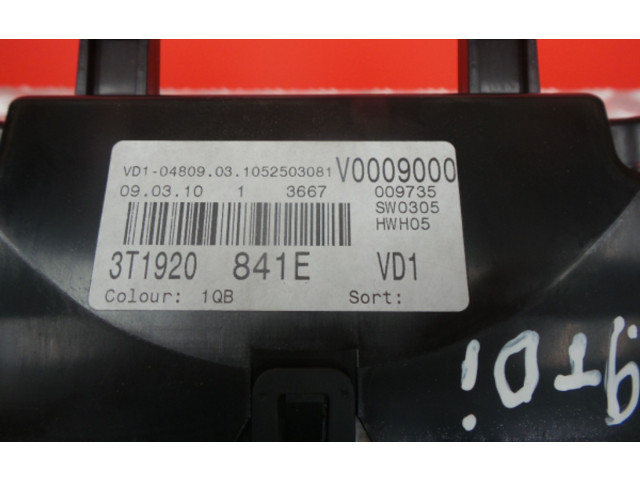 VD1-04809.03.1052503081 V0009000
09.03.10 1 3667 009735
SW0305
HWH05
3T1920 841E VD1
Colour: 1QB Sort:
9TDi